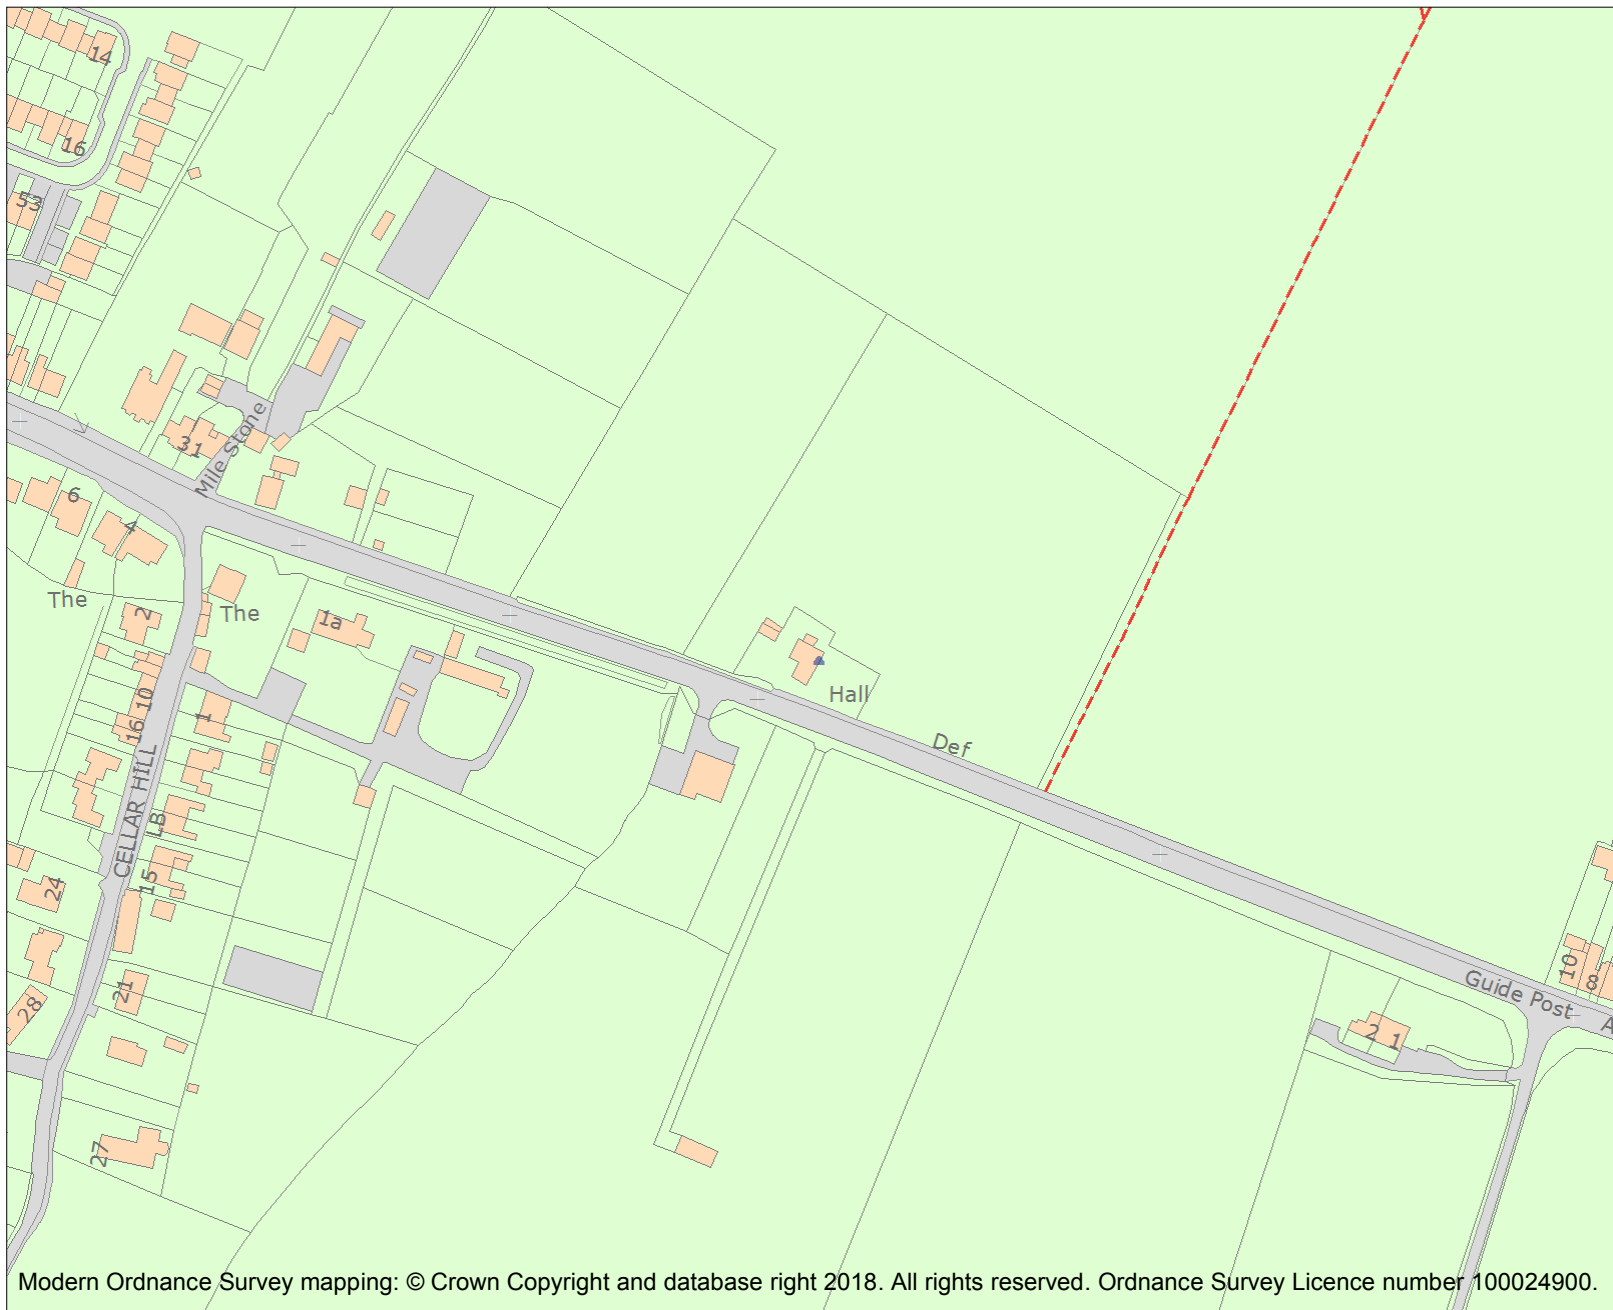 14
16
53
Mile Stone
31
6
4
The
The
2
1a
10
16
1
Hall
Def
CELLAR HILL
LB
15
24
10
8
Guide Post
A
21
28
2
1
27
Modern Ordnance Survey mapping: © Crown Copyright and database right 2018. All rights reserved. Ordnance Survey Licence number 100024900.